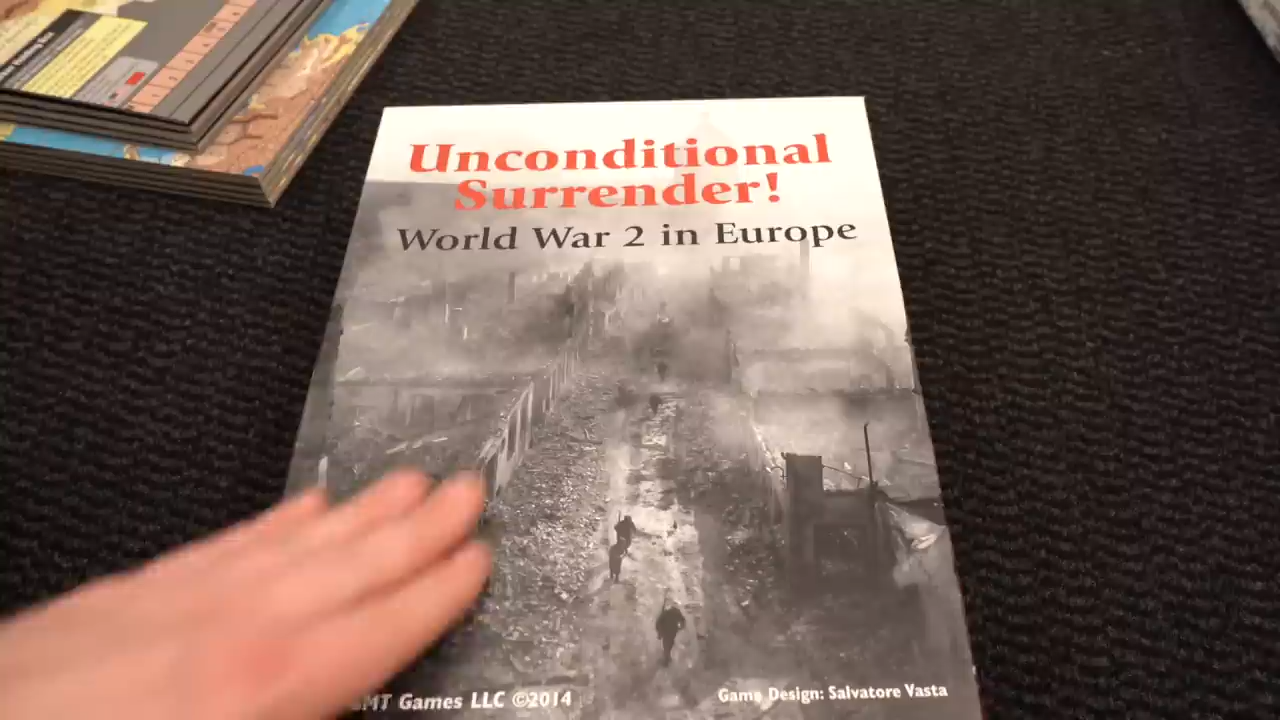 Unconditional
Surrender!
World War 2 in Europe
MT Games LLC ©2014
Game Design: Salvatore Vasta